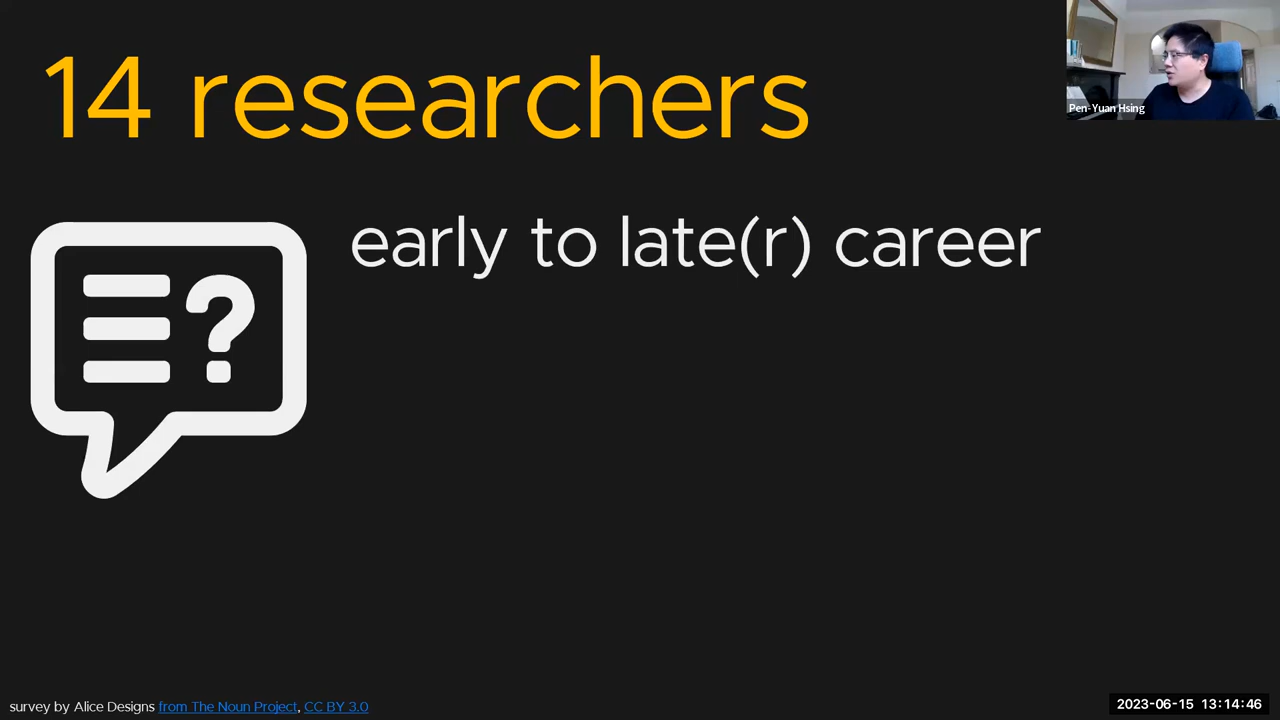 14 researchers
Pen-Yuan Hsing
early to late(r) career
?
survey by Alice Designs from The Noun Project, CC BY 3.0
2023-06-15 13:14:46